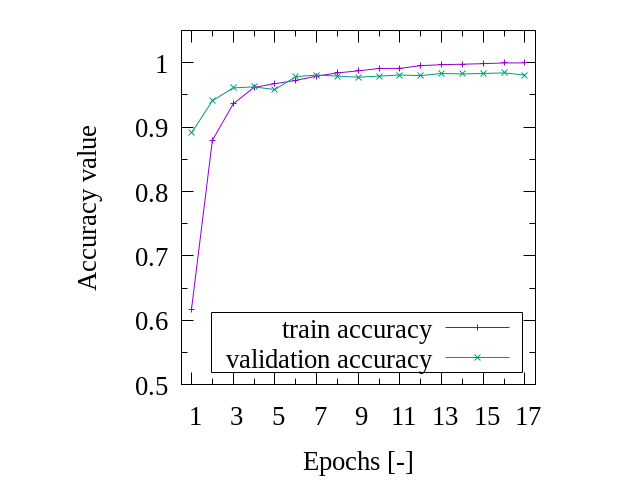 1
0.9
0.8
0.7
0.6
0.5
Accuracy value
train accuracy
validation accuracy
1 3 5 7 9 11 13 15 17
Epochs [-]